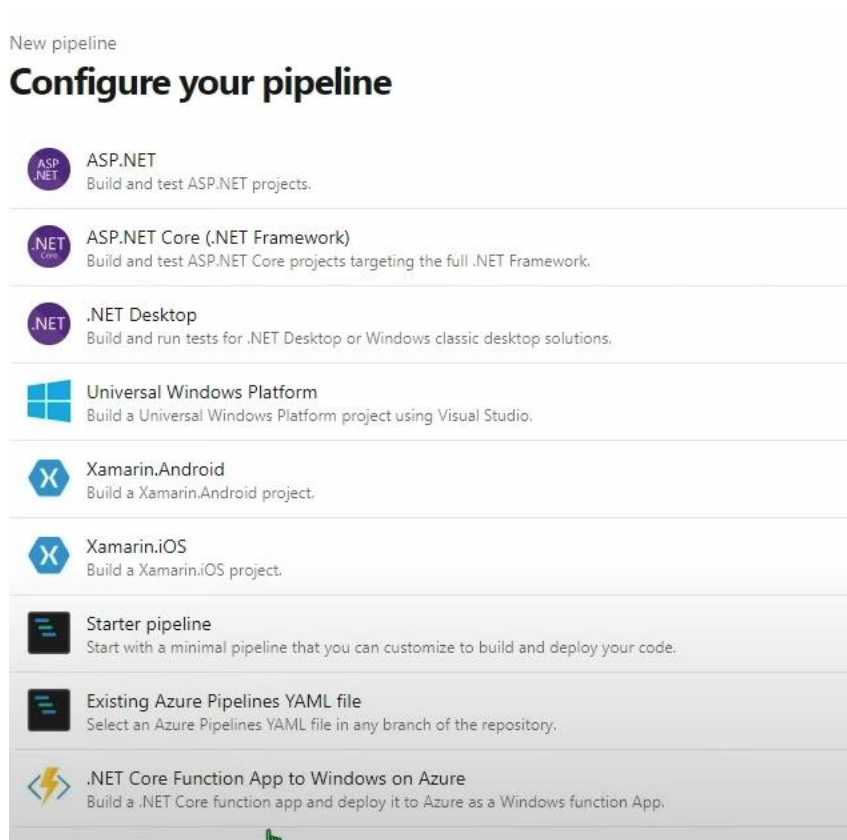 New pipeline
Configure your pipeline
ASP
.NET
ASP.NET
Build and test ASP.NET projects.
.NET
Core
ASP.NET Core (.NET Framework)
Build and test ASP.NET Core projects targeting the full .NET Framework.
.NET
.NET Desktop
Build and run tests for .NET Desktop or Windows classic desktop solutions.
Universal Windows Platform
Build a Universal Windows Platform project using Visual Studio.
X
Xamarin.Android
Build a Xamarin.Android project.
X
Xamarin.iOS
Build a Xamarin.iOS project.
Starter pipeline
Start with a minimal pipeline that you can customize to build and deploy your code.
Existing Azure Pipelines YAML file
Select an Azure Pipelines YAML file in any branch of the repository.
.NET Core Function App to Windows on Azure
Build a .NET Core function app and deploy it to Azure as a Windows function App.